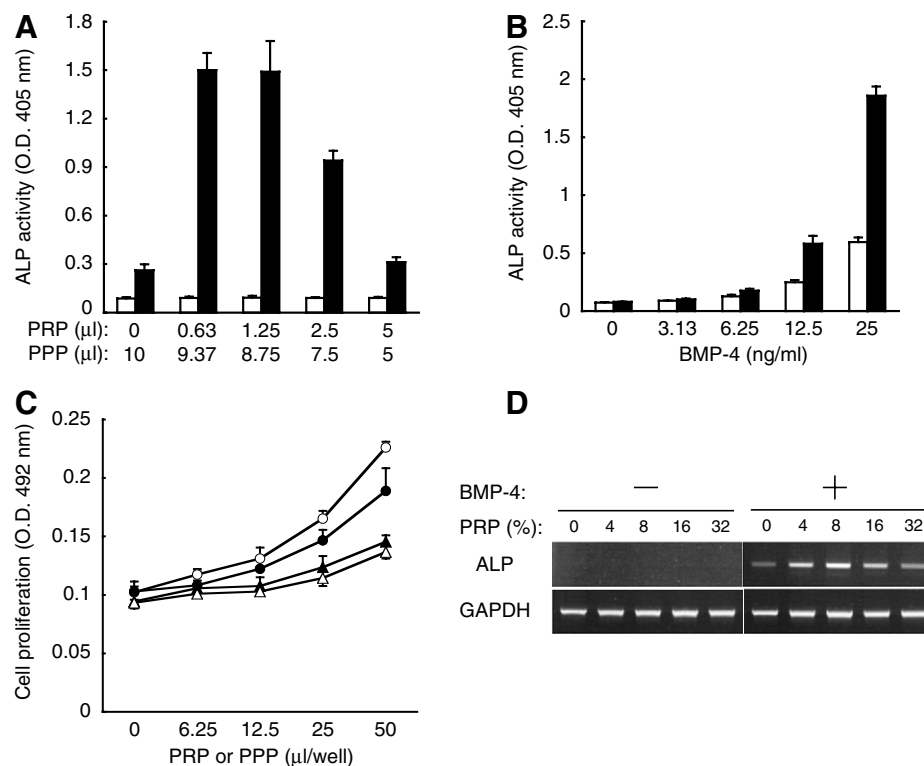 A
ALP activity (O.D. 405 nm)
1.8
1.5
1.2
0.9
0.6
0.3
0
PRP (μl): 0 0.63 1.25 2.5 5
PPP (μl): 10 9.37 8.75 7.5 5
B
ALP activity (O.D. 405 nm)
2.5
2
1.5
1
0.5
0
0 3.13 6.25 12.5 25
BMP-4 (ng/ml)
C
Cell proliferation (O.D. 492 nm)
0.25
0.2
0.15
0.1
0.05
0
0 6.25 12.5 25 50
PRP or PPP (μl/well)
D
BMP-4: — +
PRP (%): 0 4 8 16 32 0 4 8 16 32
ALP
GAPDH